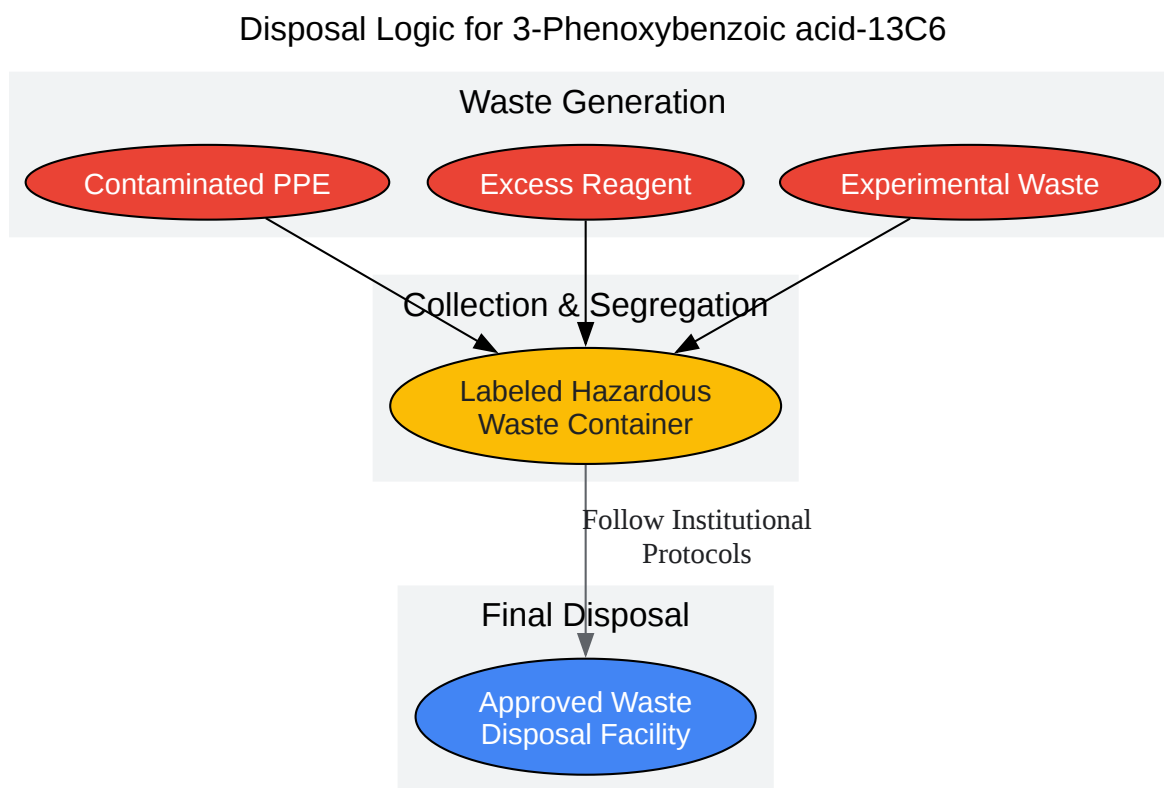 Disposal Logic for 3-Phenoxybenzoic acid-13C6
Waste Generation
Contaminated PPE
Excess Reagent
Experimental Waste
Collection & Segregation
Labeled Hazardous
Waste Container
Follow Institutional
Protocols
Final Disposal
Approved Waste
Disposal Facility